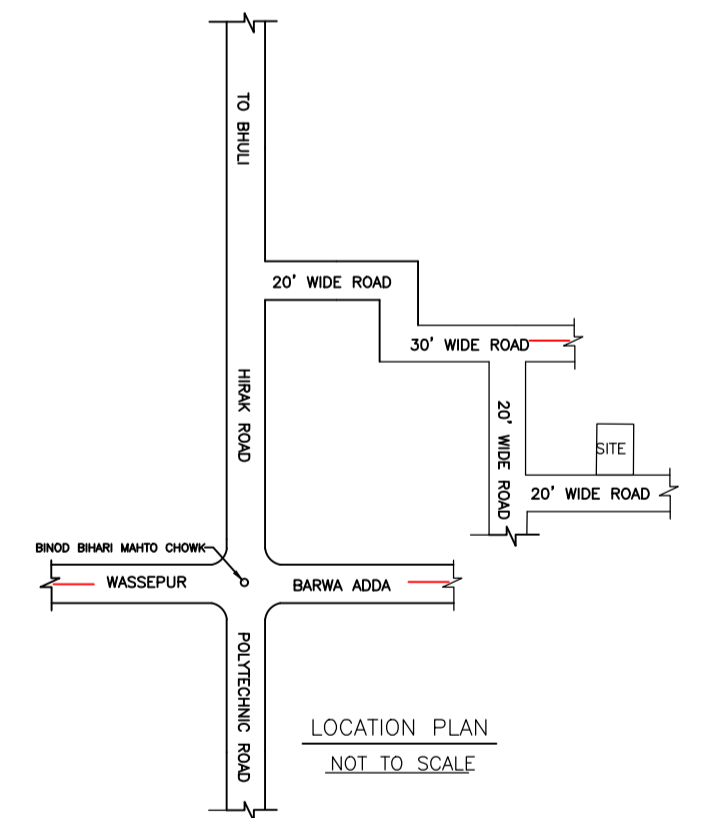 TO BHULI
20' WIDE ROAD
30' WIDE ROAD
HIRAK ROAD
20' WIDE ROAD
SITE
20' WIDE ROAD
BINOD BIHARI MAHTO CHOWK
WASSEPUR
BARWA ADDA
POLYTECHNIC ROAD
LOCATION PLAN
NOT TO SCALE